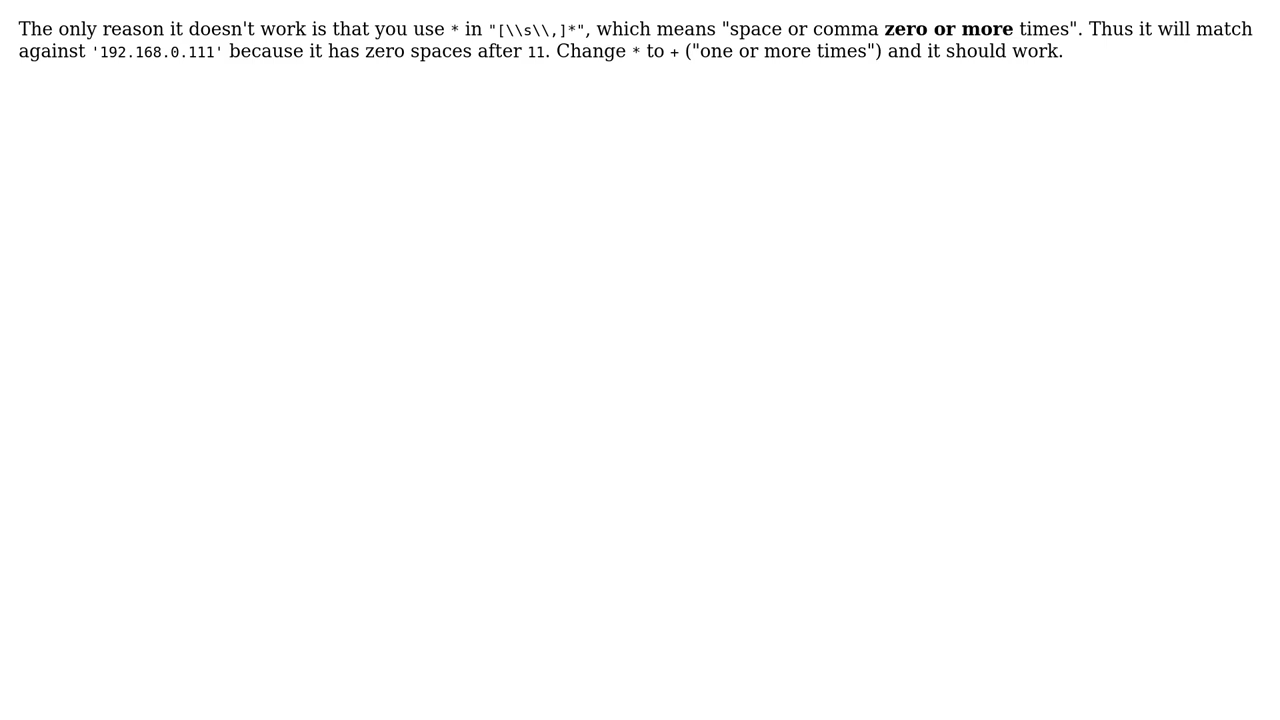 The only reason it doesn't work is that you use * in "[\\s\\,]*", which means "space or comma zero or more times". Thus it will match
against '192.168.0.111' because it has zero spaces after 11. Change * to + ("one or more times") and it should work.